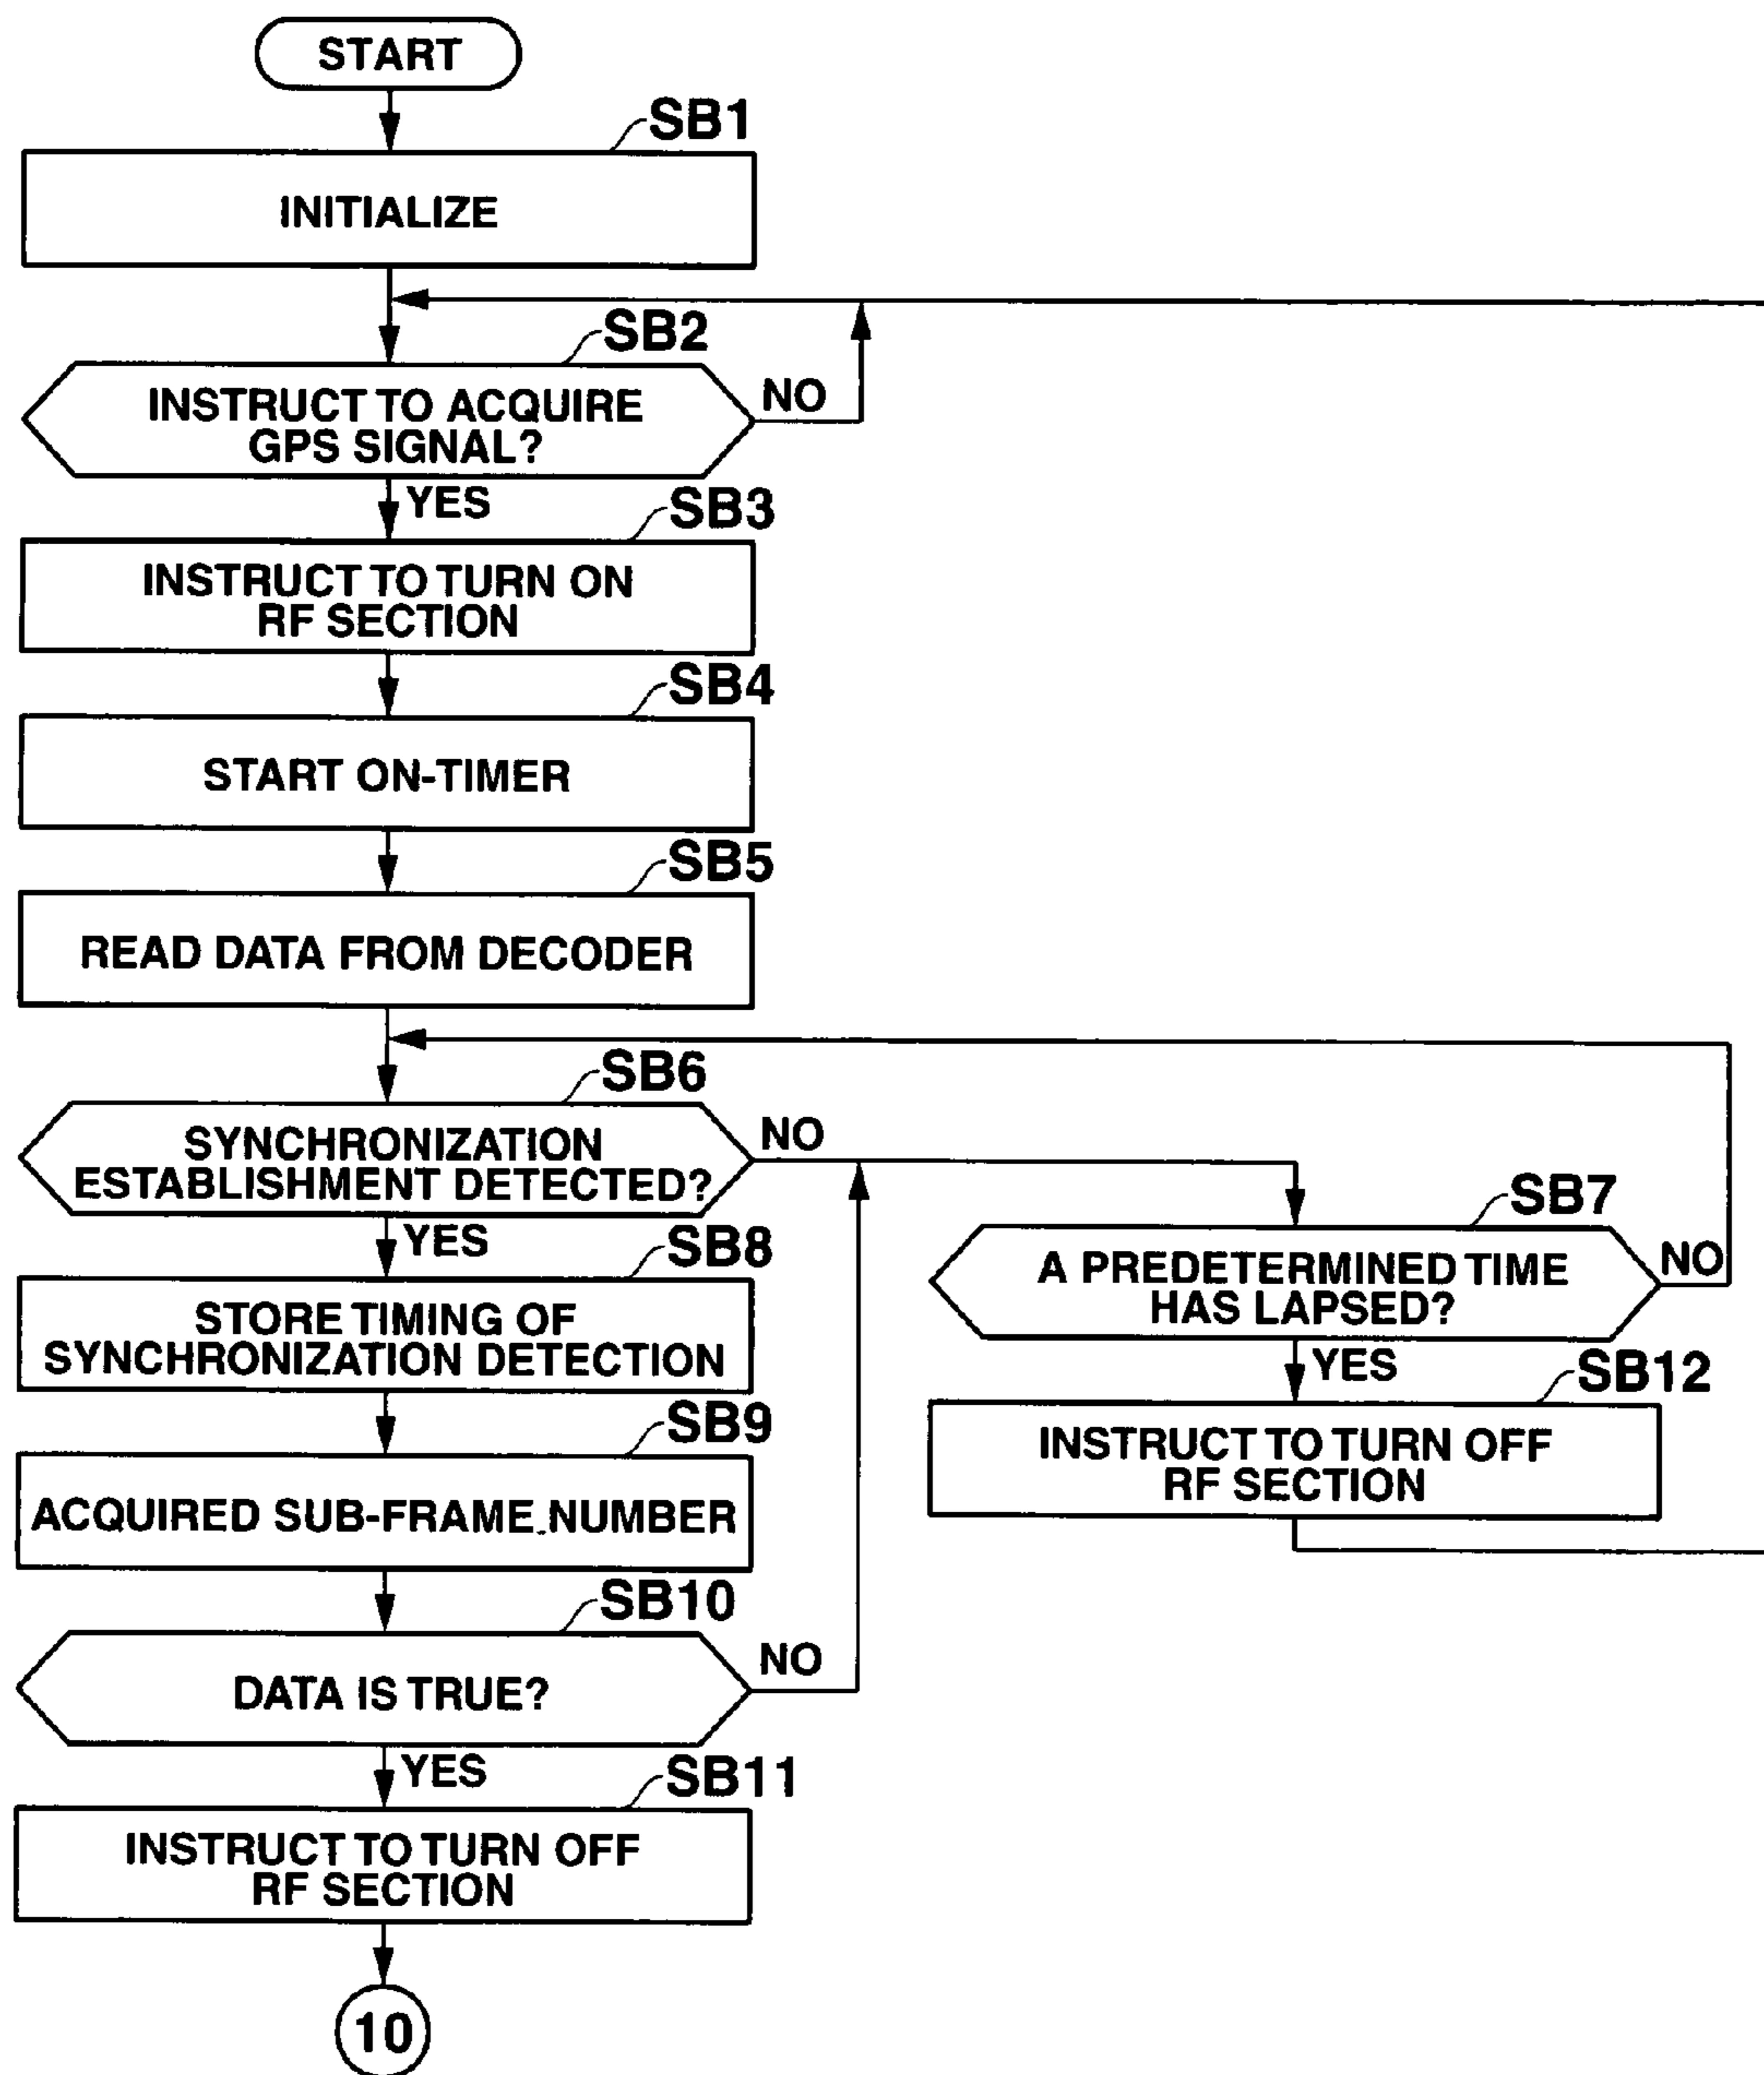 START
SB1
INITIALIZE
SB2
INSTRUCT TO ACQUIRE
GPS SIGNAL?
NO
YES
SB3
INSTRUCT TO TURN ON
RF SECTION
SB4
START ON-TIMER
SB5
READ DATA FROM DECODER
SB6
SYNCHRONIZATION
ESTABLISHMENT DETECTED?
NO
YES
SB7
A PREDETERMINED TIME
HAS LAPSED?
NO
YES
SB8
STORE TIMING OF
SYNCHRONIZATION DETECTION
SB12
INSTRUCT TO TURN OFF
RF SECTION
SB9
ACQUIRED SUB-FRAME NUMBER
SB10
DATA IS TRUE?
NO
YES
SB11
INSTRUCT TO TURN OFF
RF SECTION
10